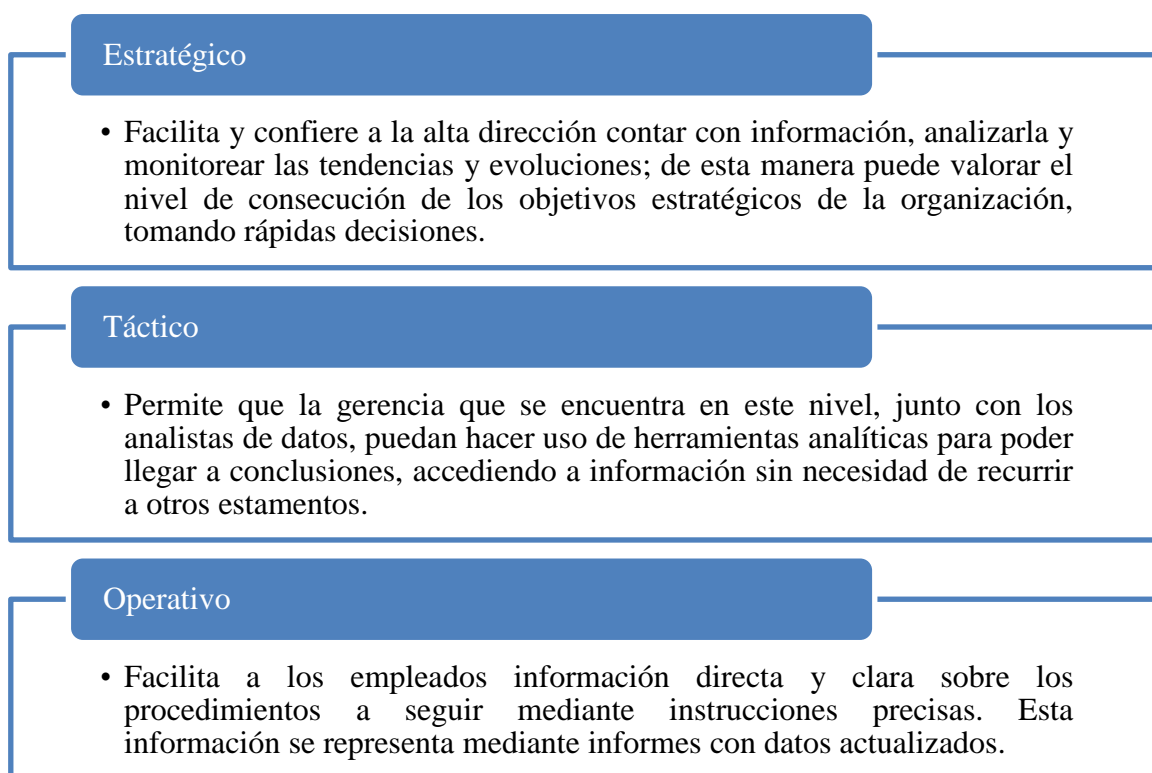 Estratégico
• Facilita y confiere a la alta dirección contar con información, analizarla y
monitorear las tendencias y evoluciones; de esta manera puede valorar el
nivel de consecución de los objetivos estratégicos de la organización,
tomando rápidas decisiones.
Táctico
• Permite que la gerencia que se encuentra en este nivel, junto con los
analistas de datos, puedan hacer uso de herramientas analíticas para poder
llegar a conclusiones, accediendo a información sin necesidad de recurrir
a otros estamentos.
Operativo
• Facilita a los empleados información directa y clara sobre los
procedimientos a seguir mediante instrucciones precisas. Esta
información se representa mediante informes con datos actualizados.